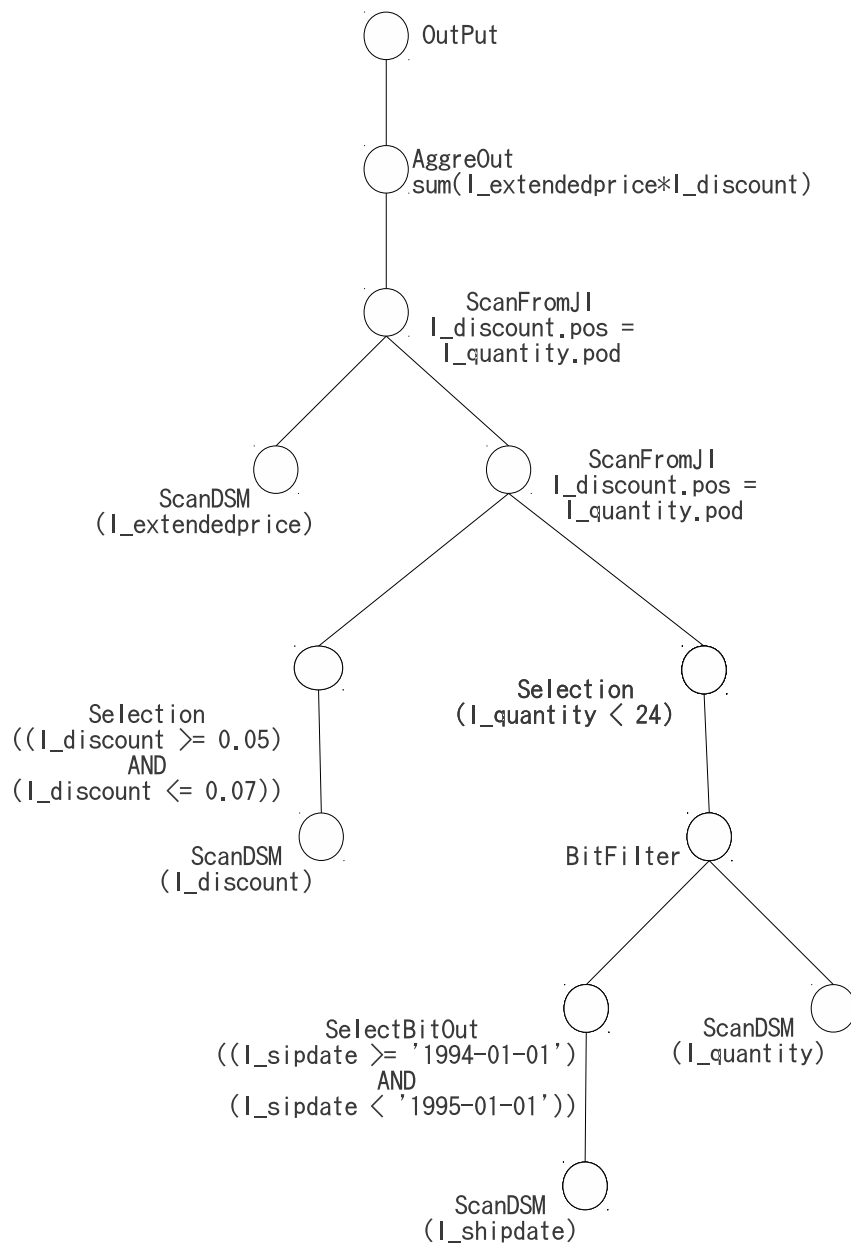 OutPut
AggreOut
sum(l_extendedprice*l_discount)
ScanFromJI
l_discount.pos =
l_quantity.pod
ScanDSM
(l_extendedprice)
ScanFromJI
l_discount.pos =
l_quantity.pod
Selection
((l_discount >= 0.05)
AND
(l_discount <= 0.07))
Selection
(l_quantity < 24)
ScanDSM
(l_discount)
BitFilter
SelectBitOut
((l_sipdate >= '1994-01-01')
AND
(l_sipdate < '1995-01-01'))
ScanDSM
(l_quantity)
ScanDSM
(l_shipdate)